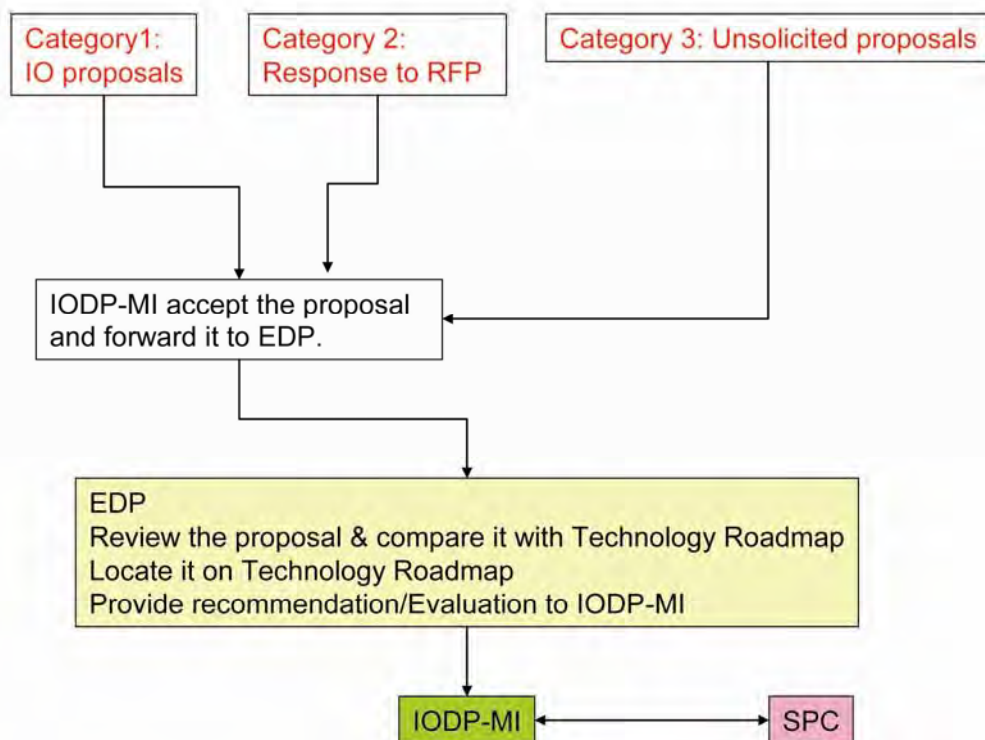 Category1:
IO proposals
Category 2:
Response to RFP
Category 3: Unsolicited proposals
IODP-MI accept the proposal
and forward it to EDP.
EDP
Review the proposal & compare it with Technology Roadmap
Locate it on Technology Roadmap
Provide recommendation/Evaluation to IODP-MI
IODP-MI
SPC